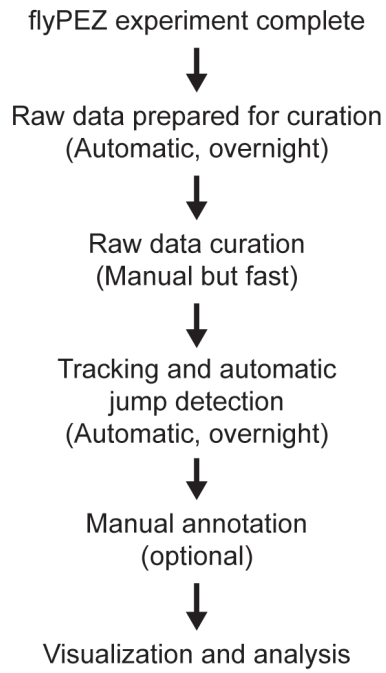 flyPEZ experiment complete
Raw data prepared for curation
(Automatic, overnight)
Raw data curation
(Manual but fast)
Tracking and automatic
jump detection
(Automatic, overnight)
Manual annotation
(optional)
Visualization and analysis